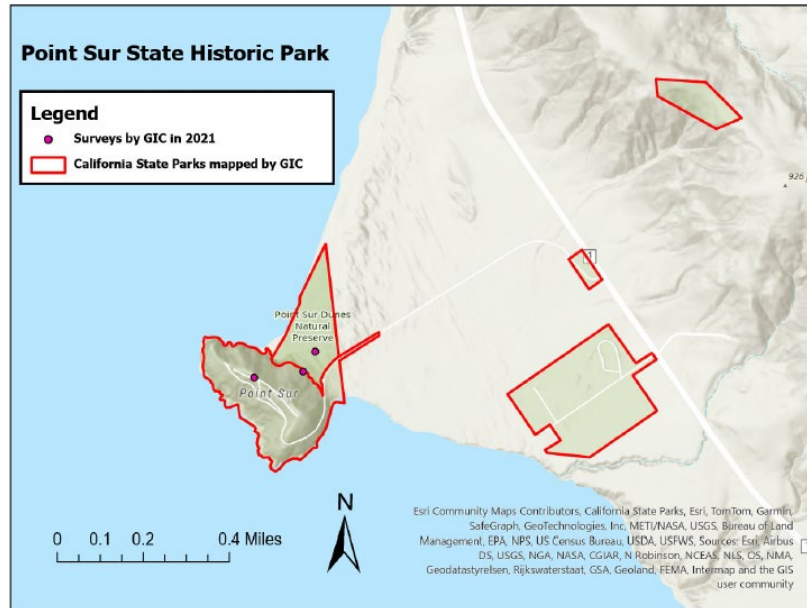 Point Sur State Historic Park
Legend
Surveys by GIC in 2021
California State Parks mapped by GIC
926
1
Point Sur Dunes
Natural
Preserve
Point Sur
N
0 0.1 0.2 0.4 Miles
Esri Community Maps Contributors, California State Parks, Esri, TomTom, Garmin,
SafeGraph, GeoTechnologies, Inc, METI/NASA, USGS, Bureau of Land
Management, EPA, NPS, US Census Bureau, USDA, USFWS, Sources: Esri, Airbus
DS, USGS, NGA, NASA, CGIAR, N Robinson, NCEAS, NLS, OS, NMA,
Geodatastyrelsen, Rijkswaterstaat, GSA, Geoland, FEMA, Intermap and the GIS
user community